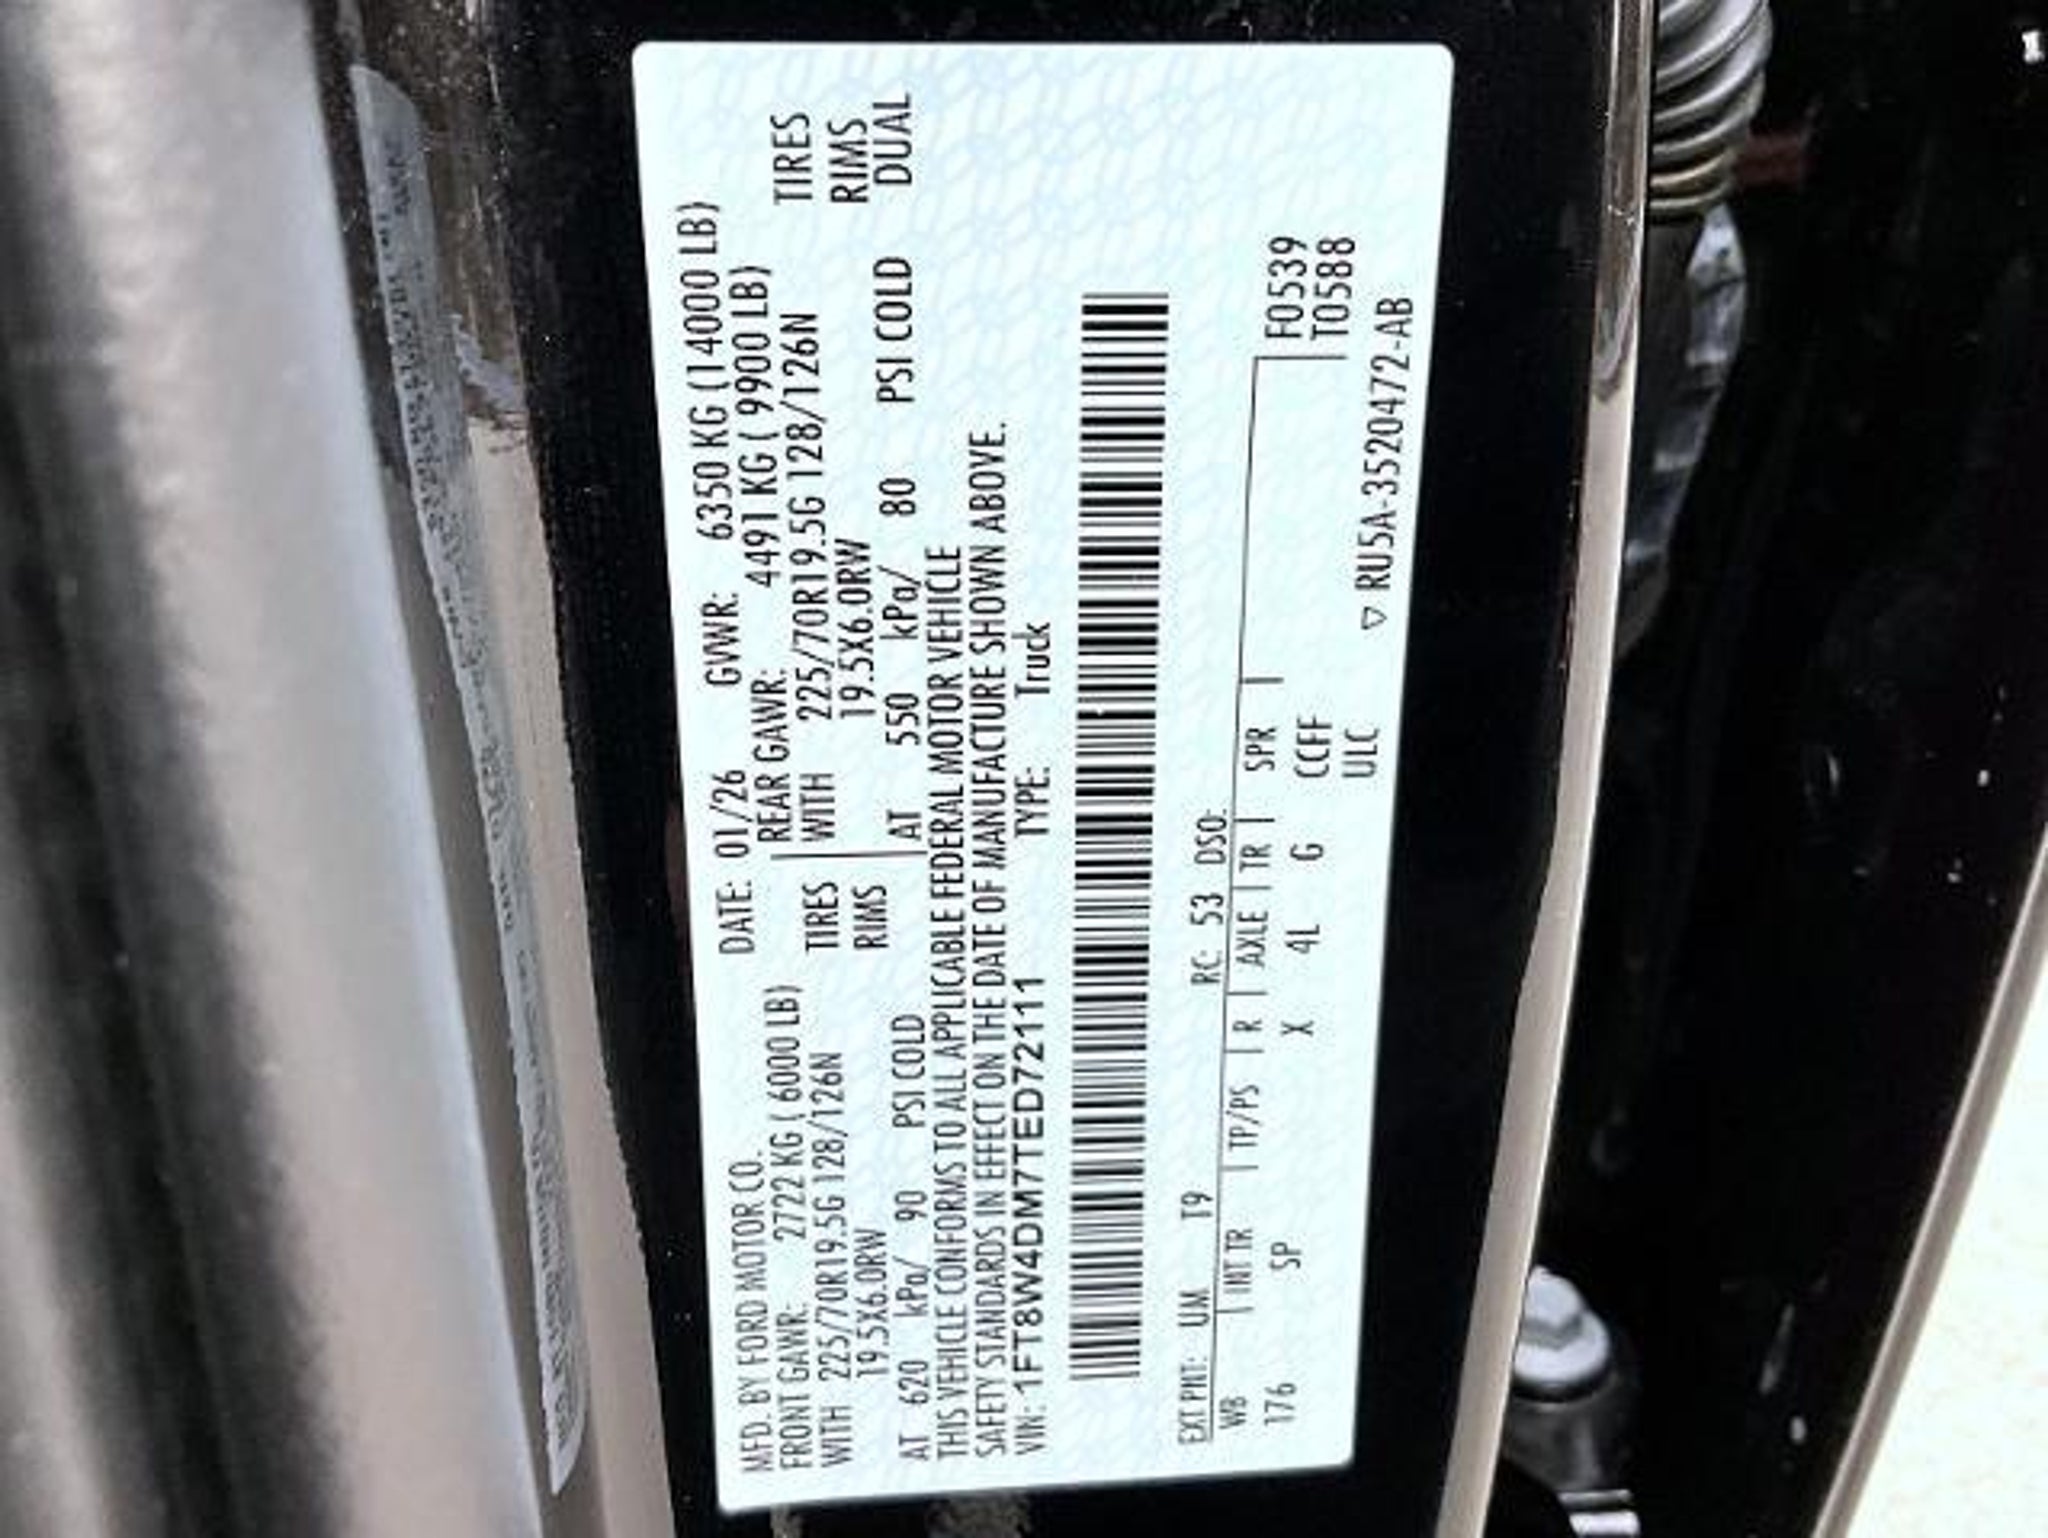 MFD. BY FORD MOTOR CO. DATE: 01/26 GVWR: 6350 KG (14000 LB)
FRONT GAWR: 2722 KG ( 6000 LB) REAR GAWR: 4491 KG ( 9900 LB)
WITH 225/70R19.5G 128/126N TIRES WITH 225/70R19.5G 128/126N TIRES
19.5X6.0RW RIMS 19.5X6.0RW RIMS
AT 620 kPa/ 90 PSI COLD AT 550 kPa/ 80 PSI COLD DUAL
THIS VEHICLE CONFORMS TO ALL APPLICABLE FEDERAL MOTOR VEHICLE
SAFETY STANDARDS IN EFFECT ON THE DATE OF MANUFACTURE SHOWN ABOVE.
VIN: 1FT8W4DM7TED72111 TYPE: Truck
EXT PNT: UM T9 RC: 53 DSO:
WB INT TR TP/PS R AXLE TR SPR F0539
176 SP X 4L G CCFF T0588
ULC
▽ RU5A-3520472-AB